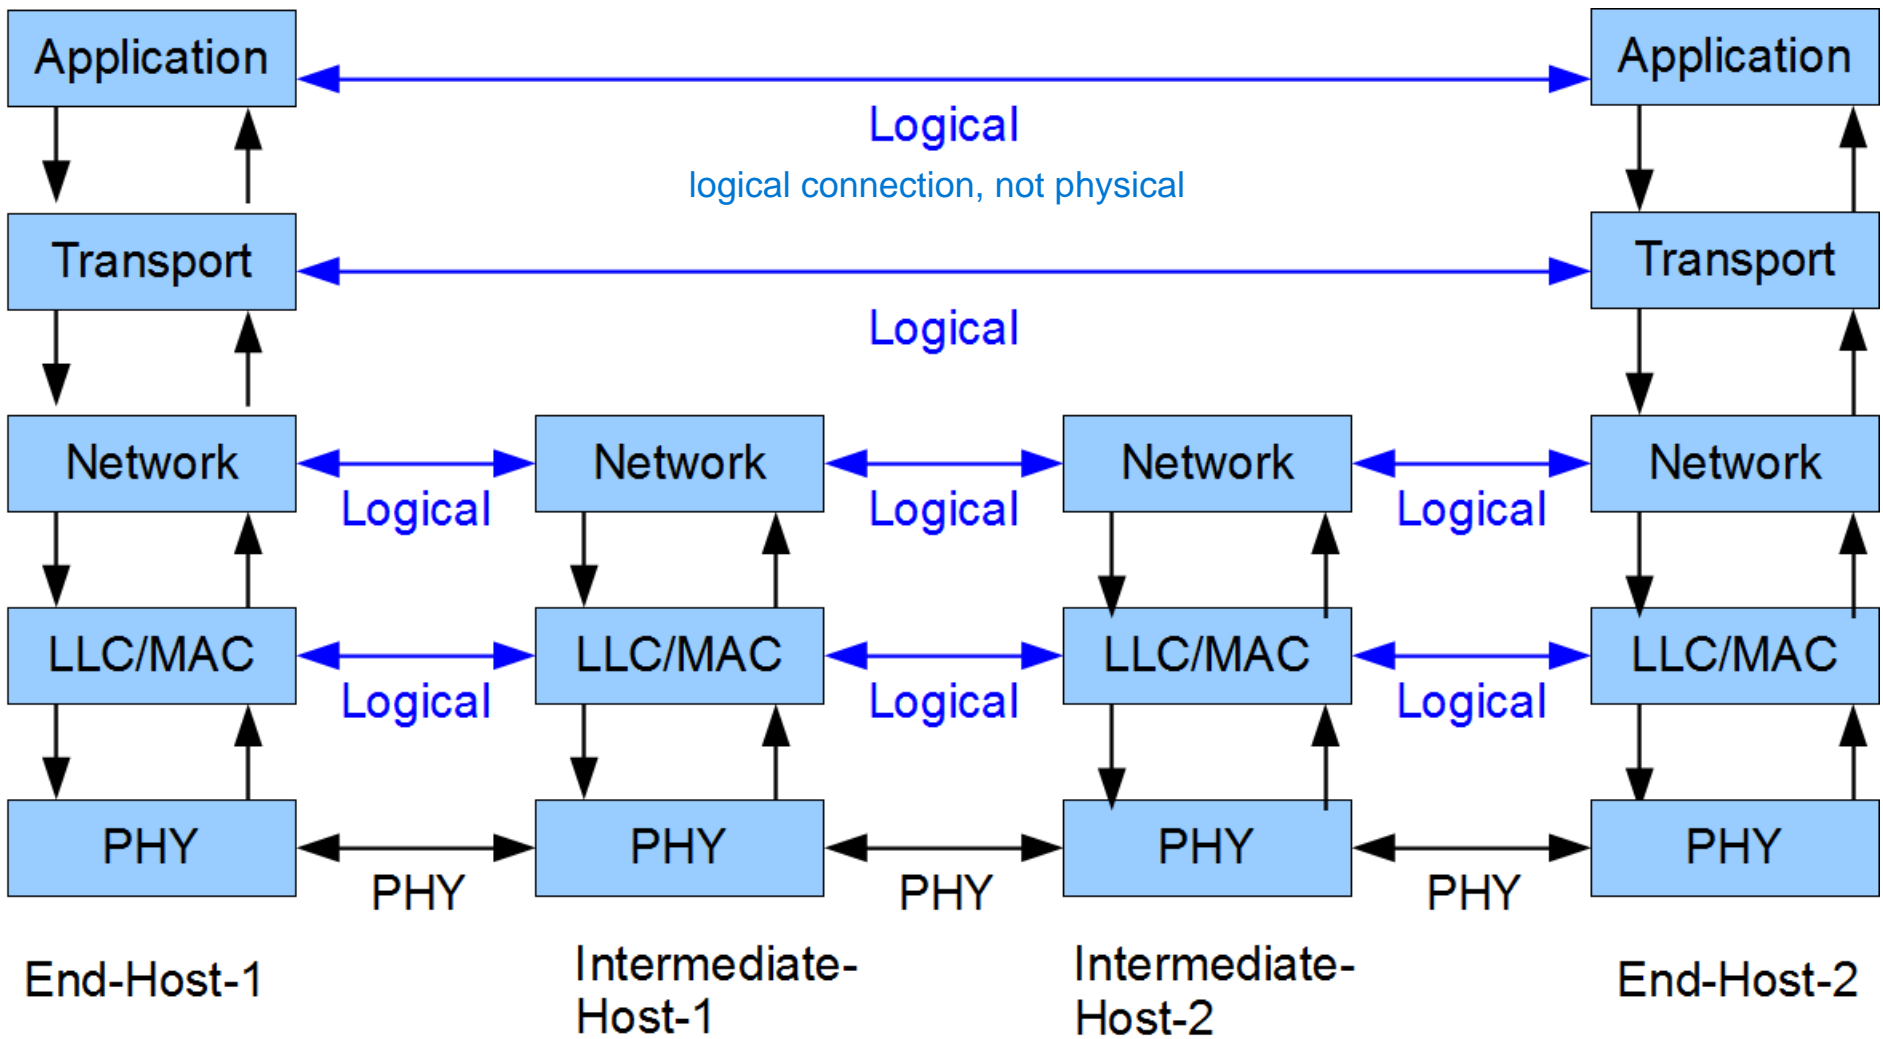 Application Application
Logical
logical connection, not physical
Transport Transport
Logical
Network Network Network Network
Logical Logical Logical
LLC/MAC LLC/MAC LLC/MAC LLC/MAC
Logical Logical Logical
PHY PHY PHY PHY
PHY PHY PHY
End-Host-1
Intermediate-
Host-1
Intermediate-
Host-2
End-Host-2